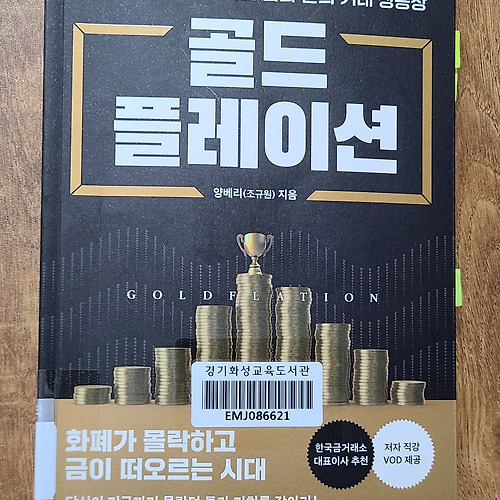 골드
플레이션
양베리(조규원) 지음
GOLDFLATION
경기화성교육도서관
EMJ086621
화폐가 몰락하고
금이 떠오르는 시대
한국금거래소
대표이사 추천
저자 직강
VOD 제공